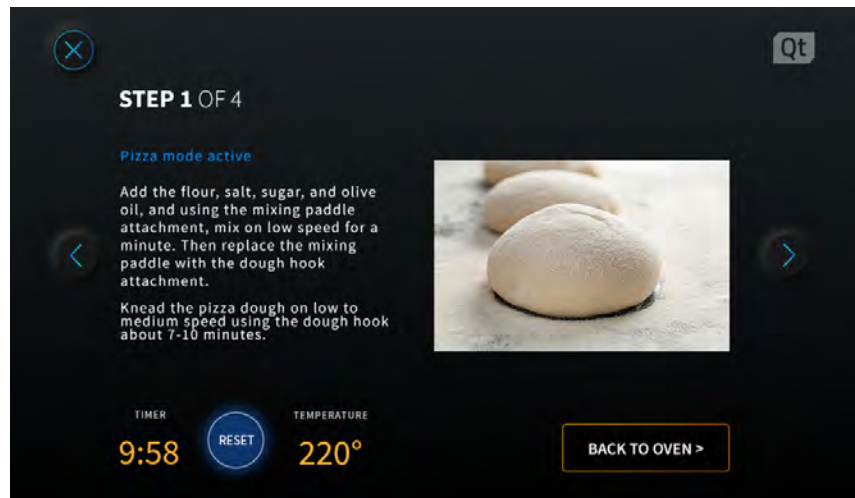 Qt
STEP 1 OF 4
Pizza mode active
Add the flour, salt, sugar, and olive
oil, and using the mixing paddle
attachment, mix on low speed for a
minute. Then replace the mixing
paddle with the dough hook
attachment.
Knead the pizza dough on low to
medium speed using the dough hook
about 7-10 minutes.
TIMER
9:58
RESET
TEMPERATURE
220°
BACK TO OVEN >